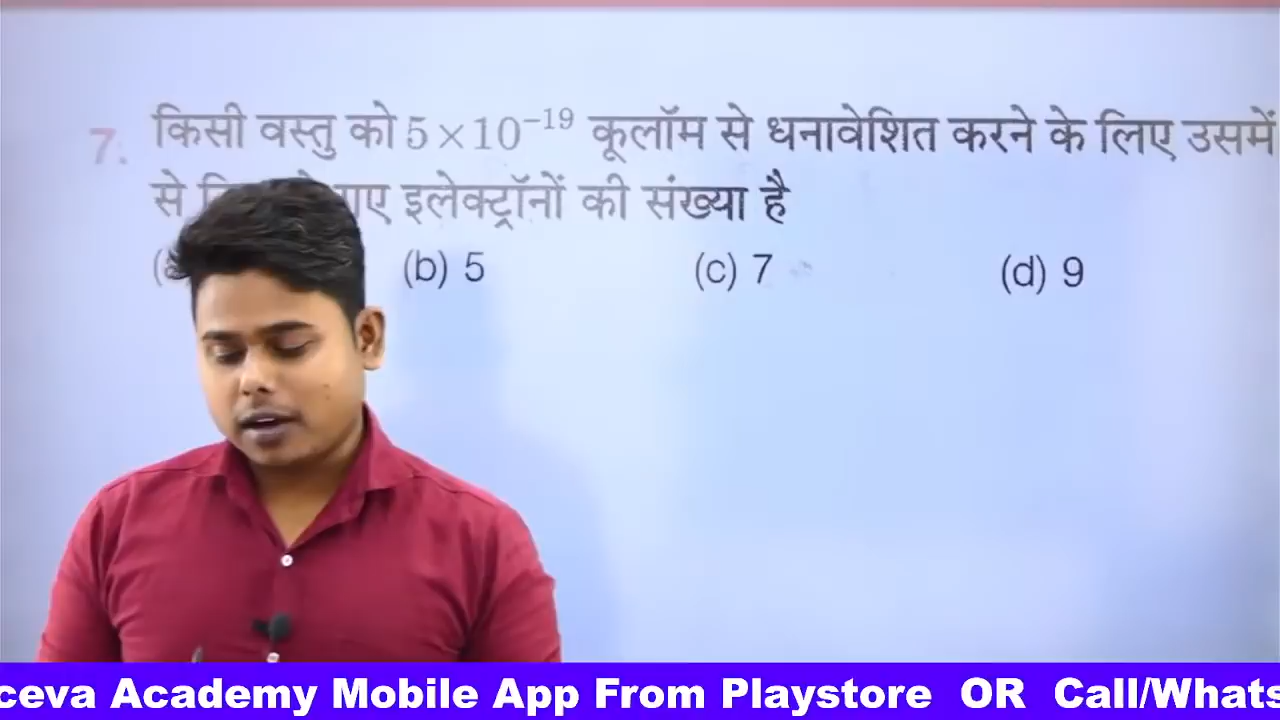 7. किसी वस्तु को 5×10⁻¹⁹ कूलॉम से धनावेशित करने के लिए उसमें
से गए इलेक्ट्रॉनों की संख्या है
(b) 5 (c) 7 (d) 9
ceva Academy Mobile App From Playstore OR Call/Whats